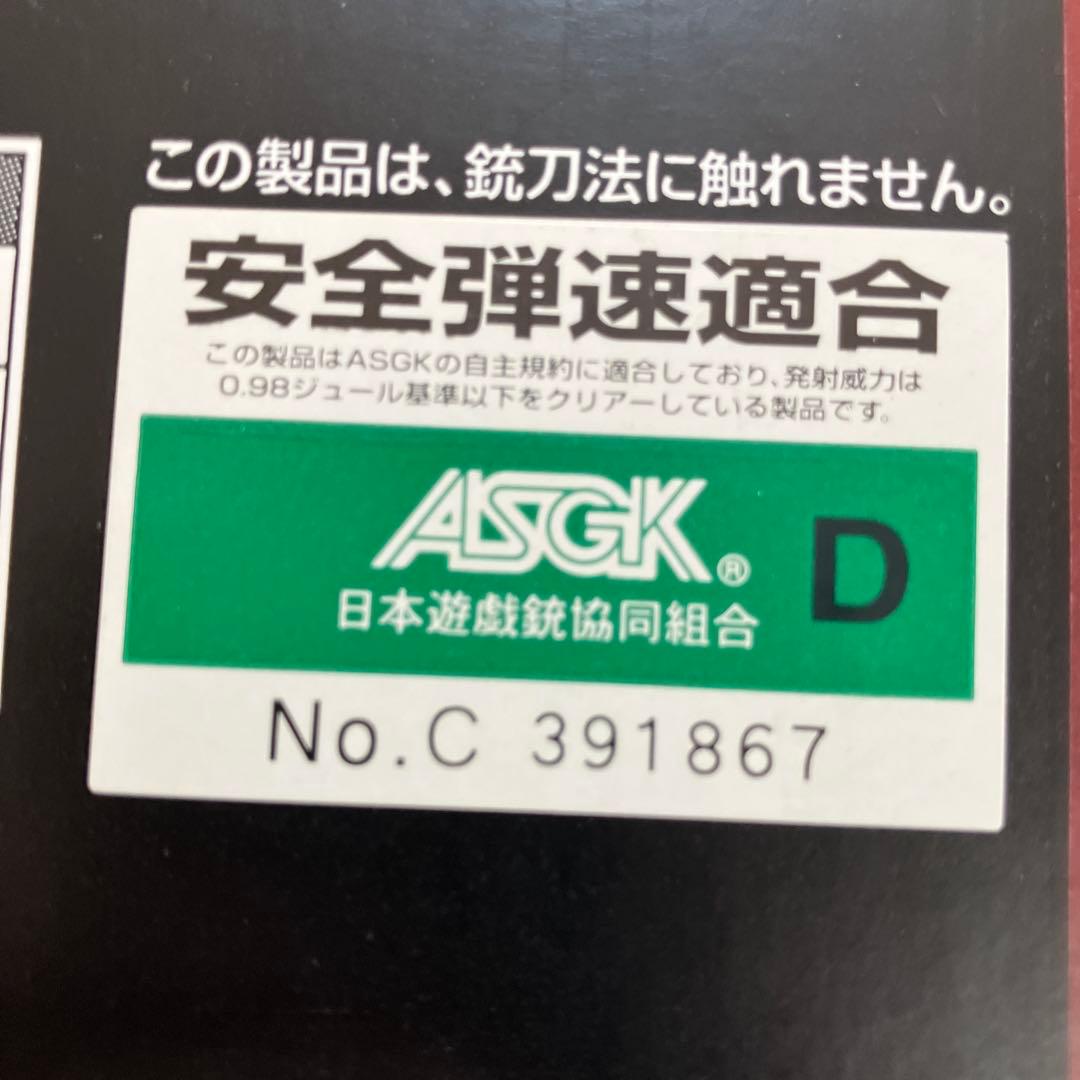 この製品は、銃刀法に触れません。
安全弾速適合
この製品はASGKの自主規約に適合しており、発射威力は
0.98ジュール基準以下をクリアーしている製品です。
ASGK® D
日本遊戯銃協同組合
No.C 391867